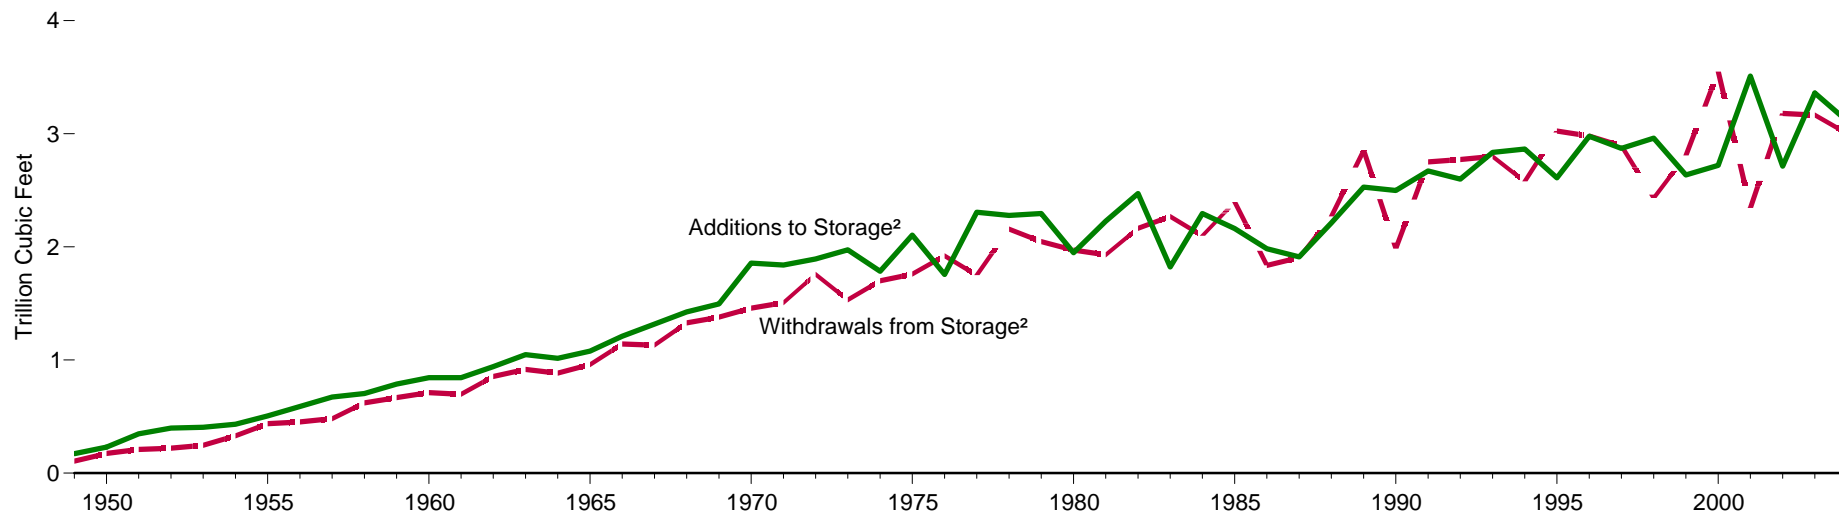 4
3
Trillion Cubic Feet
Additions to Storage²
2
Withdrawals from Storage²
1
0
1950 1955 1960 1965 1970 1975 1980 1985 1990 1995 2000